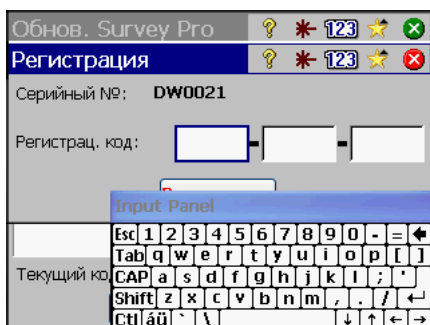 Обнов. Survey Pro ? 123
Регистрация ? 123
Серийный №: DW0021
Регистрац. код: - -
Input Panel
Esc 1 2 3 4 5 6 7 8 9 0 - =
Tab q w e r t y u i o p [ ]
Текущий ко
CAP a s d f g h j k l ; '
Shift z x c v b n m , . /
Ctl áü ` \